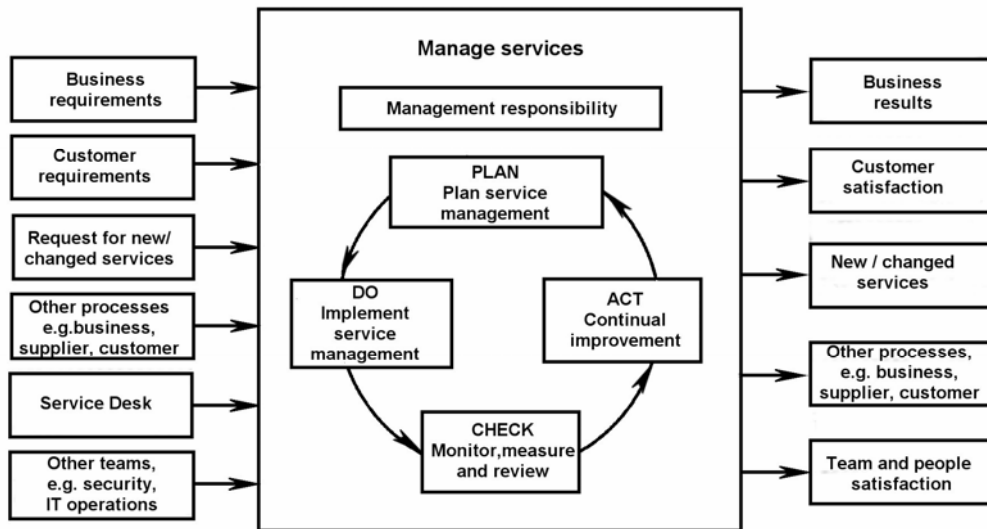 Manage services
Management responsibility
Business
requirements
Customer
requirements
Request for new/
changed services
Other processes
e.g.business,
supplier, customer
Service Desk
Other teams,
e.g. security,
IT operations
PLAN
Plan service
management
DO
Implement
service
management
ACT
Continual
improvement
CHECK
Monitor,measure
and review
Business
results
Customer
satisfaction
New / changed
services
Other processes,
e.g. business,
supplier, customer
Team and people
satisfaction